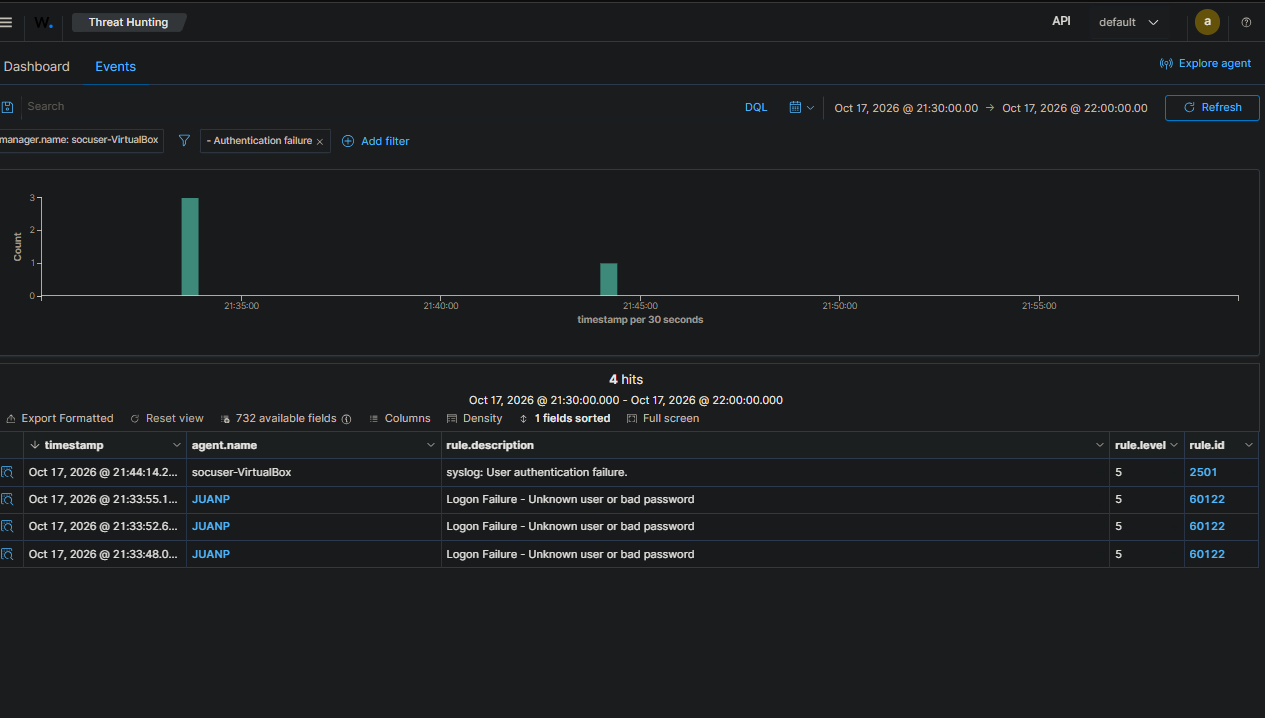 W. Threat Hunting API default a
Dashboard Events Explore agent
Search DQL Oct 17, 2026 @ 21:30:00.00 → Oct 17, 2026 @ 22:00:00.00 Refresh
manager.name: socuser-VirtualBox - Authentication failure × Add filter
3
2
1
0
Count
21:35:00 21:40:00 21:45:00 21:50:00 21:55:00
timestamp per 30 seconds
4 hits
Oct 17, 2026 @ 21:30:00.000 - Oct 17, 2026 @ 22:00:00.000
Export Formatted Reset view 732 available fields Columns Density 1 fields sorted Full screen
timestamp agent.name rule.description rule.level rule.id
Oct 17, 2026 @ 21:44:14.2... socuser-VirtualBox syslog: User authentication failure. 5 2501
Oct 17, 2026 @ 21:33:55.1... JUANP Logon Failure - Unknown user or bad password 5 60122
Oct 17, 2026 @ 21:33:52.6... JUANP Logon Failure - Unknown user or bad password 5 60122
Oct 17, 2026 @ 21:33:48.0... JUANP Logon Failure - Unknown user or bad password 5 60122